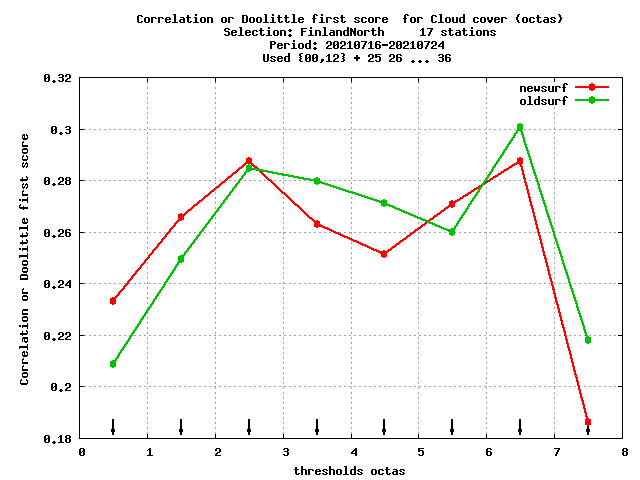 Correlation or Doolittle first score  for Cloud cover (octas)
Selection: FinlandNorth     17 stations
Period: 20210716-20210724
Used {00,12} + 25 26 ... 36
newsurf
oldsurf
Correlation or Doolittle first score
0.32
0.3
0.28
0.26
0.24
0.22
0.2
0.18
0 1 2 3 4 5 6 7 8
thresholds octas